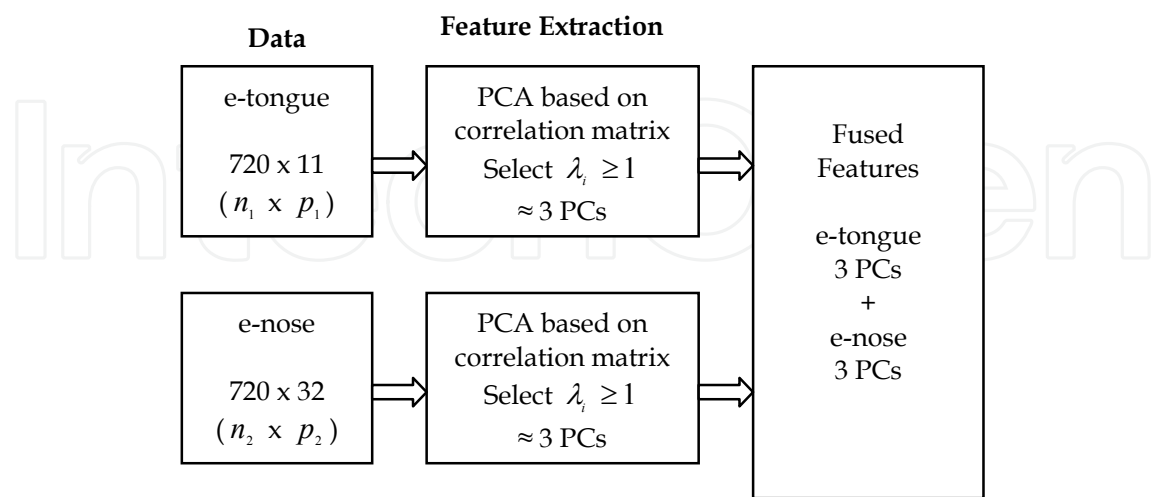 Data
Feature Extraction
e-tongue
720 x 11
( n₁ x p₁ )
PCA based on
correlation matrix
Select λᵢ ≥ 1
≈ 3 PCs
e-nose
720 x 32
( n₂ x p₂ )
PCA based on
correlation matrix
Select λᵢ ≥ 1
≈ 3 PCs
Fused
Features
e-tongue
3 PCs
+
e-nose
3 PCs
IntechOpen